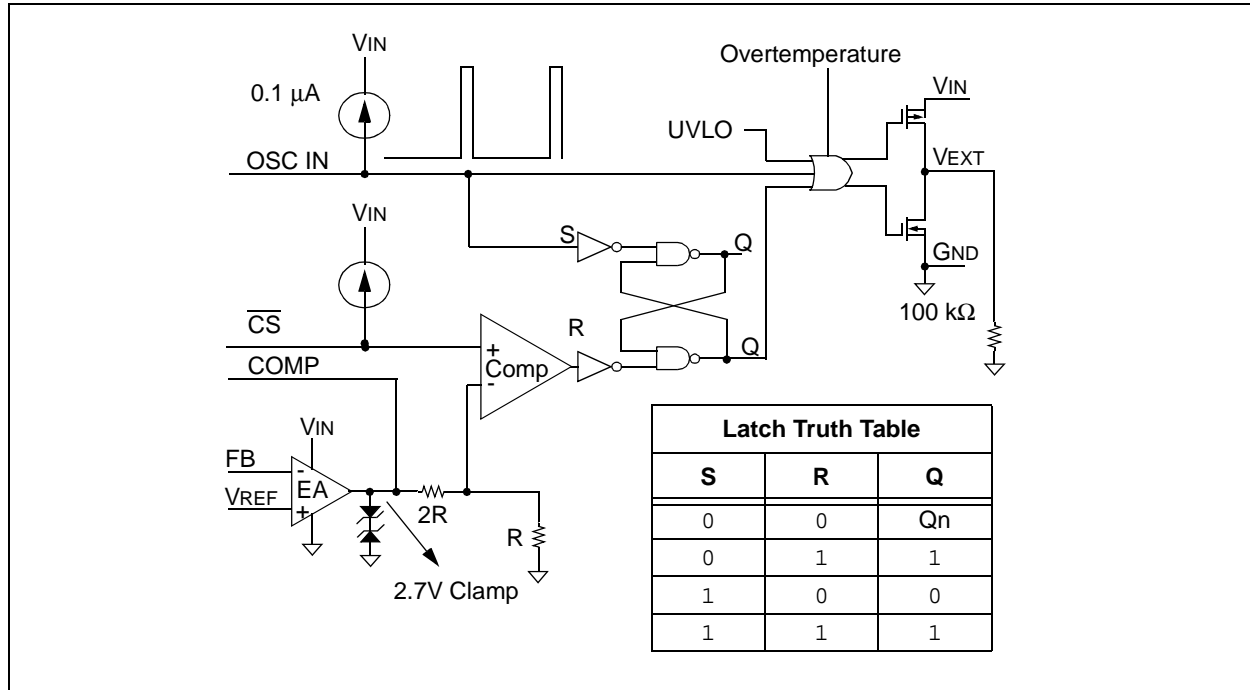 VIN
0.1 μA
OSC IN
Overtemperature
VIN
UVLO
VEXT
VIN
S
Q
GND
100 kΩ
CS
R
COMP
+
Comp
-
Q
VIN
FB
-
EA
VREF
+
2R
R
2.7V Clamp
Latch Truth Table
S R Q
0 0 Qn
0 1 1
1 0 0
1 1 1